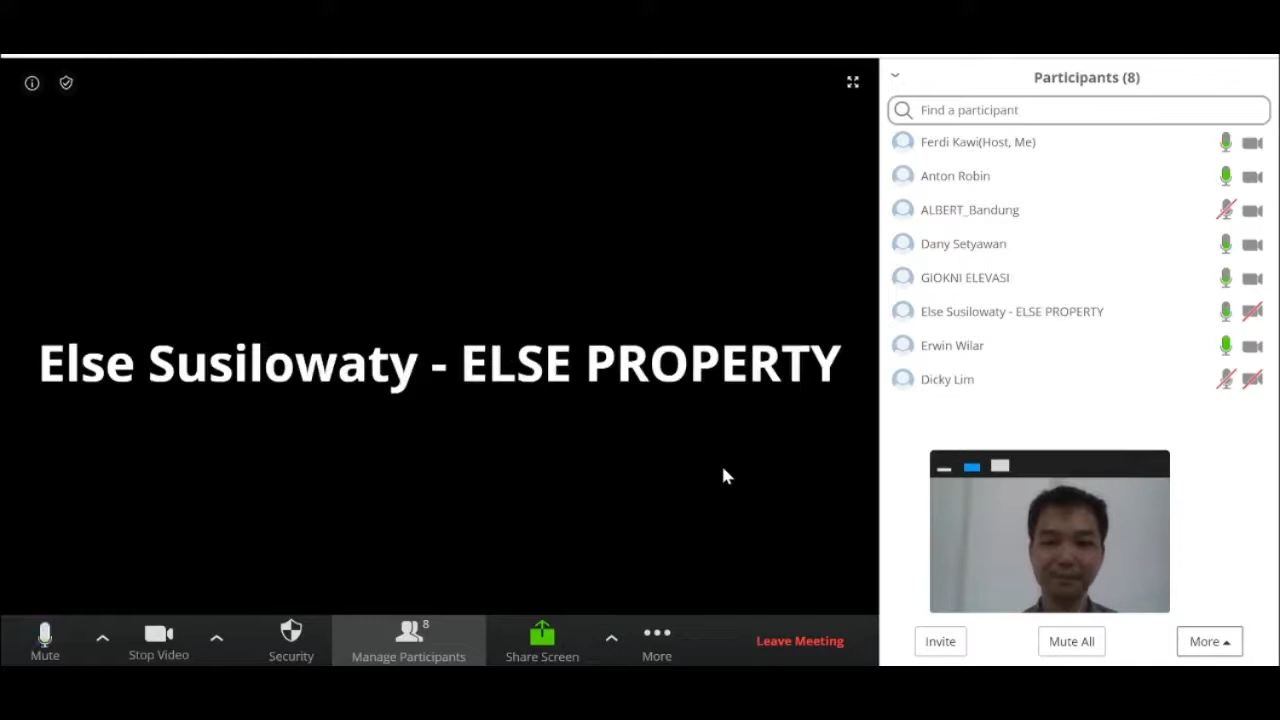 Participants (8)
Find a participant
Ferdi Kawi(Host, Me)
Anton Robin
ALBERT_Bandung
Dany Setyawan
GIOKNI ELEVASI
Else Susilowaty - ELSE PROPERTY
Erwin Wilar
Dicky Lim
Else Susilowaty - ELSE PROPERTY
Mute
Stop Video
Security
8
Manage Participants
Share Screen
More
Leave Meeting
Invite
Mute All
More